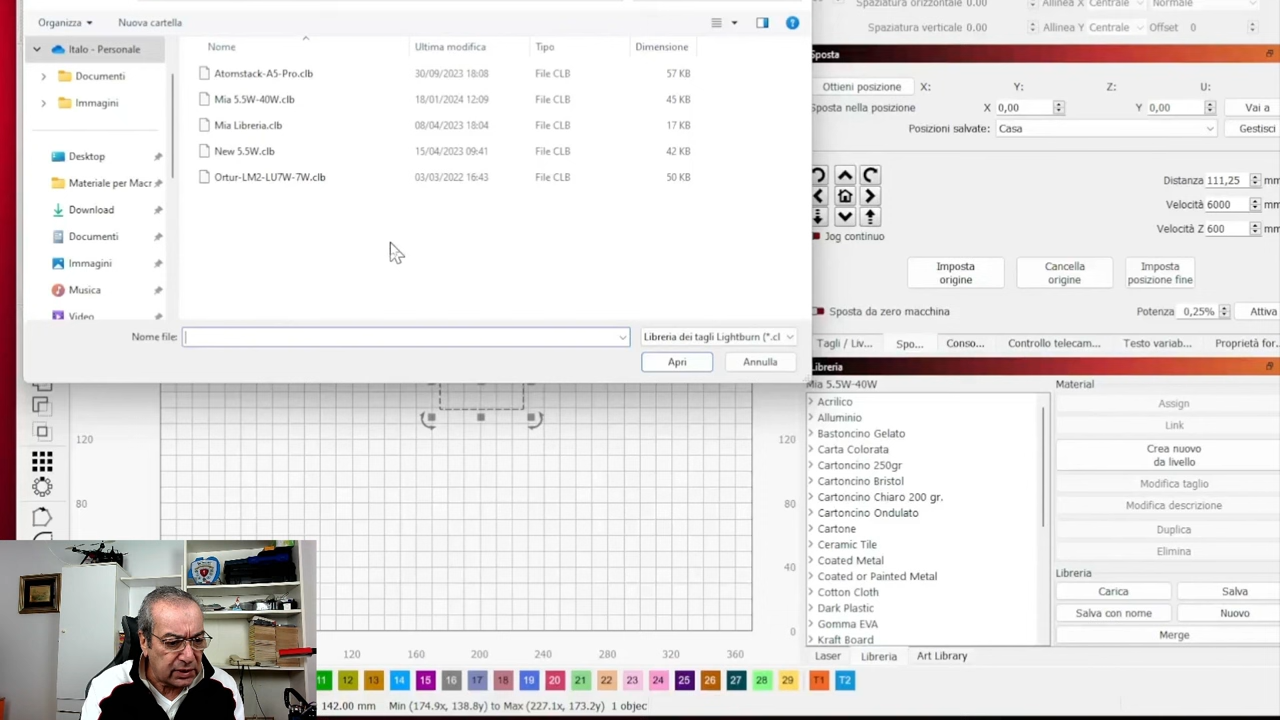 Spaziatura orizzontale 0.00 Allinea X Centrale Normale
Organizza Nuova cartella
Spaziatura verticale 0.00 Allinea Y Centrale Offset 0
Italo - Personale
Documenti
Immagini
Desktop
Materiale per Macr
Download
Documenti
Immagini
Musica
Video
Nome Ultima modifica Tipo Dimensione
Atomstack-A5-Pro.clb 30/09/2023 18:08 File CLB 57 KB
Mia 5.5W-40W.clb 18/01/2024 12:09 File CLB 45 KB
Mia Libreria.clb 08/04/2023 18:04 File CLB 17 KB
New 5.5W.clb 15/04/2023 09:41 File CLB 42 KB
Ortur-LM2-LU7W-7W.clb 03/03/2022 16:43 File CLB 50 KB
Nome file: Libreria dei tagli Lightburn (*.cl
Apri Annulla
Sposta
Ottieni posizione X: Y: Z: U:
Sposta nella posizione X 0,00 Y 0,00 Vai a
Posizioni salvate: Casa Gestisci
Distanza 111,25 mm
Velocità 6000 mm
Velocità Z 600 mm
Jog continuo
Imposta origine
Cancella origine
Imposta posizione fine
Sposta da zero macchina Potenza 0,25% Attiva
Tagli / Liv... Spo... Conso... Controllo telecam... Testo variab... Proprietà for...
Libreria
Mia 5.5W-40W
Acrilico
Alluminio
Bastoncino Gelato
Carta Colorata
Cartoncino 250gr
Cartoncino Bristol
Cartoncino Chiaro 200 gr.
Cartoncino Ondulato
Cartone
Ceramic Tile
Coated Metal
Coated or Painted Metal
Cotton Cloth
Dark Plastic
Gomma EVA
Kraft Board
Material
Assign
Link
Crea nuovo
da livello
Modifica taglio
Modifica descrizione
Duplica
Elimina
Libreria
Carica Salva
Salva con nome Nuovo
Merge
Laser Libreria Art Library
120 120
80 80
40
0
120 160 200 240 280 320 360
11 12 13 14 15 16 17 18 19 20 21 22 23 24 25 26 27 28 29 T1 T2
142.00 mm Min (174.9x, 138.8y) to Max (227.1x, 173.2y) 1 objec